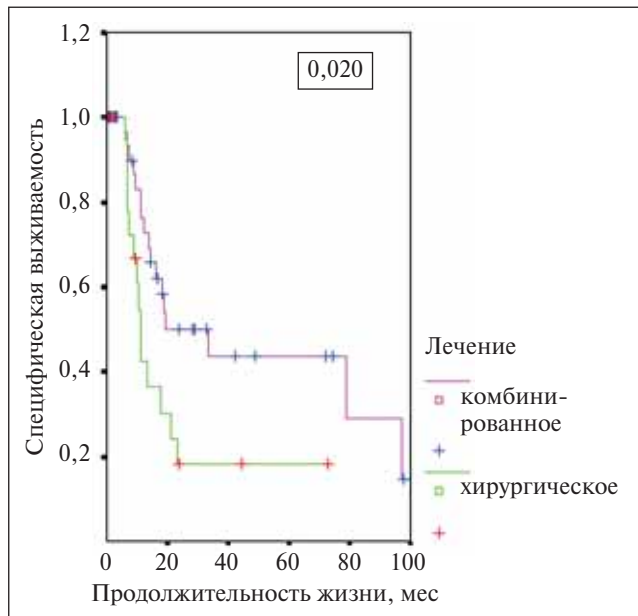 1,2
0,020
1,0
0,8
0,6
0,4
0,2
Специфическая выживаемость
0 20 40 60 80 100
Продолжительность жизни, мес
Лечение
комбини-
рованное
хирургическое